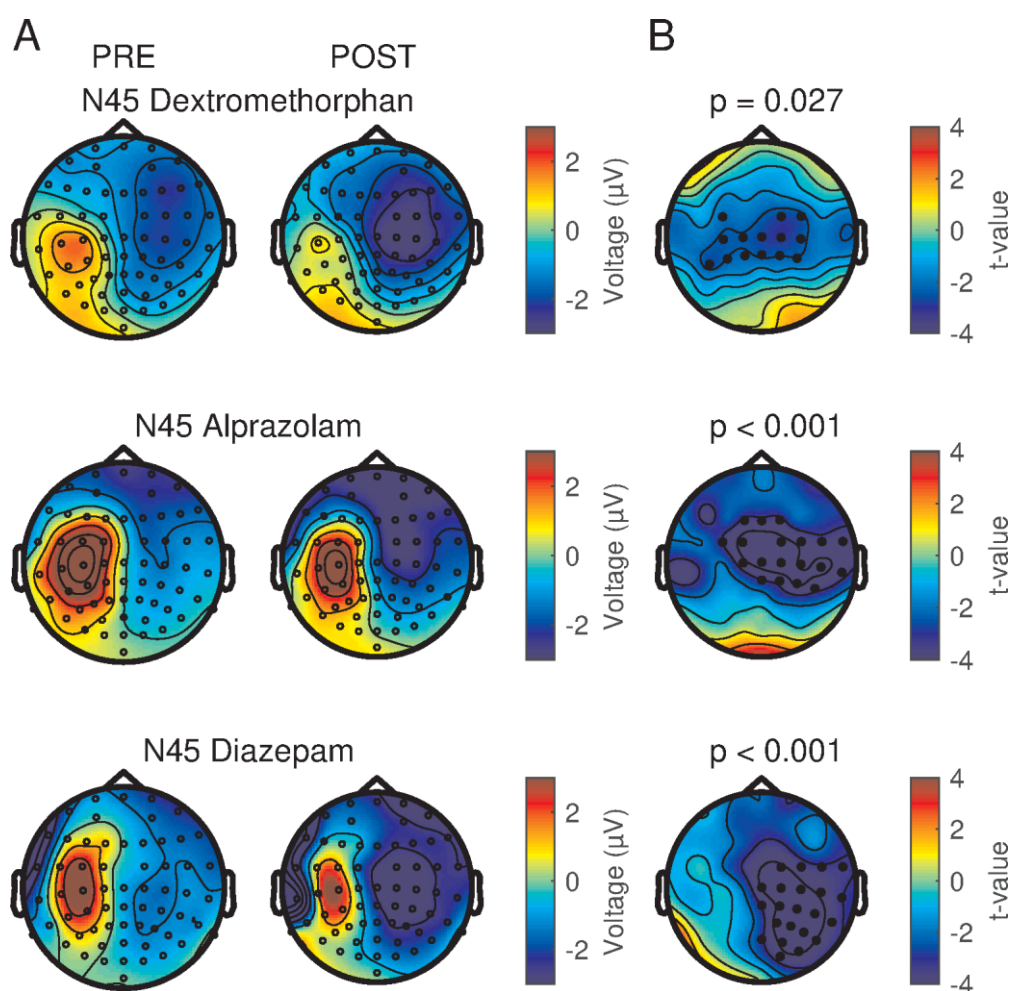 A
B
PRE
POST
N45 Dextromethorphan
p = 0.027
2
0
-2
Voltage (µV)
4
2
0
-2
-4
t-value
N45 Alprazolam
p < 0.001
2
0
-2
Voltage (µV)
4
2
0
-2
-4
t-value
N45 Diazepam
p < 0.001
2
0
-2
Voltage (µV)
4
2
0
-2
-4
t-value